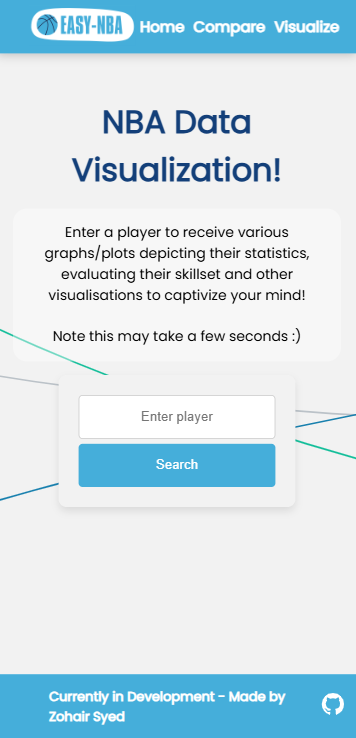 EASY-NBA Home Compare Visualize
NBA Data
Visualization!
Enter a player to receive various
graphs/plots depicting their statistics,
evaluating their skillset and other
visualisations to captivize your mind!
Note this may take a few seconds :)
Enter player
Search
Currently in Development - Made by
Zohair Syed